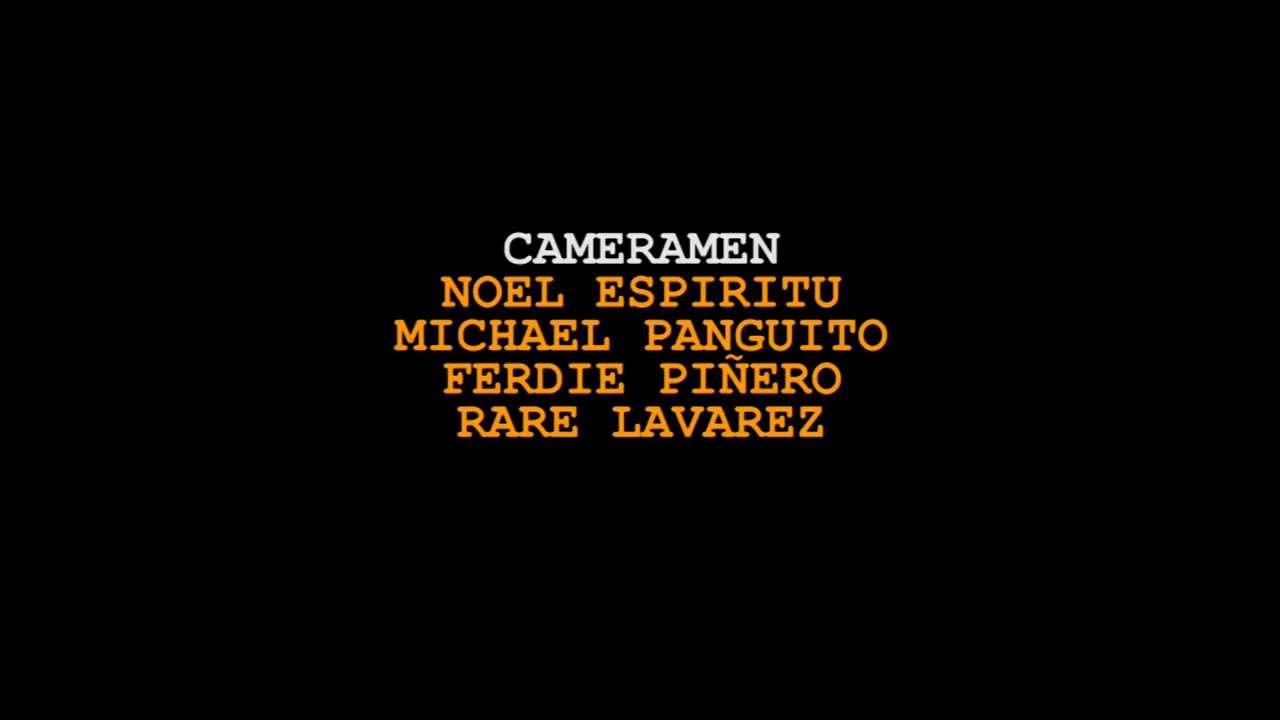 CAMERAMEN
NOEL ESPIRITU
MICHAEL PANGUITO
FERDIE PIÑERO
RARE LAVAREZ